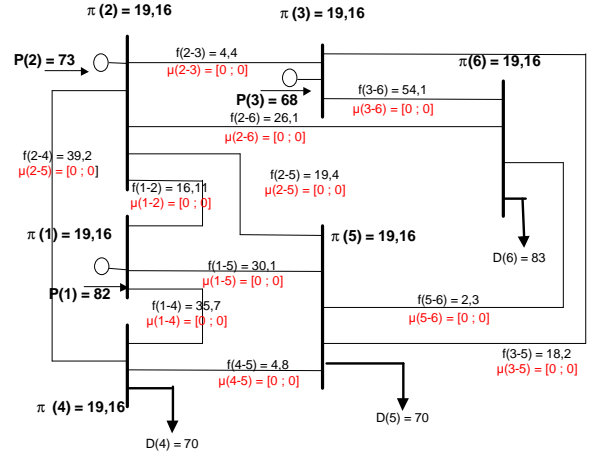 π (2) = 19,16
π (3) = 19,16
P(2) = 73
f(2-3) = 4,4
μ(2-3) = [0 ; 0]
π(6) = 19,16
f(3-6) = 54,1
μ(3-6) = [0 ; 0]
P(3) = 68
f(2-6) = 26,1
μ(2-6) = [0 ; 0]
f(2-4) = 39,2
μ(2-5) = [0 ; 0]
f(2-5) = 19,4
μ(2-5) = [0 ; 0]
f(1-2) = 16,11
μ(1-2) = [0 ; 0]
π (1) = 19,16
π (5) = 19,16
D(6) = 83
f(1-5) = 30,1
μ(1-5) = [0 ; 0]
P(1) = 82
f(1-4) = 35,7
μ(1-4) = [0 ; 0]
f(5-6) = 2,3
μ(5-6) = [0 ; 0]
f(3-5) = 18,2
μ(3-5) = [0 ; 0]
f(4-5) = 4,8
μ(4-5) = [0 ; 0]
π (4) = 19,16
D(5) = 70
D(4) = 70